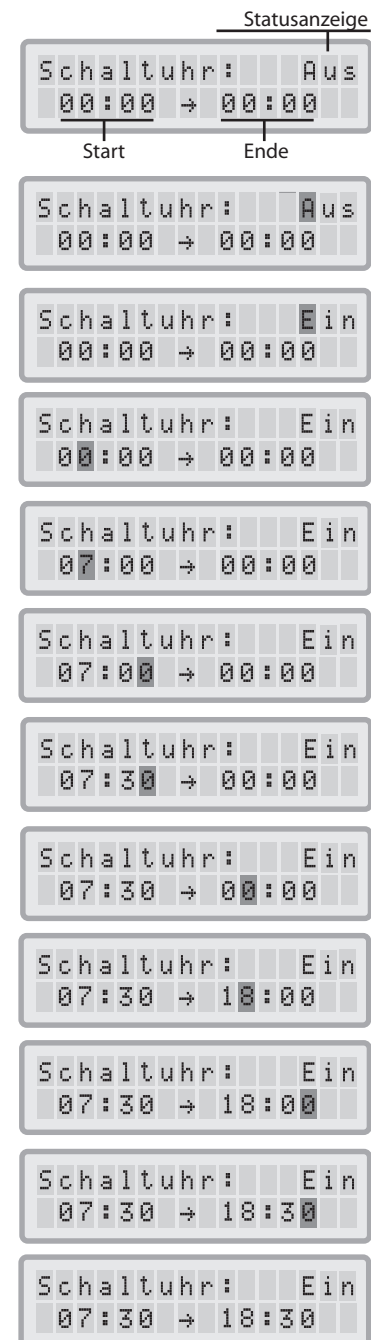 Statusanzeige
Schaltuhr: Aus
00:00 → 00:00
Start Ende
Schaltuhr: Aus
00:00 → 00:00
Schaltuhr: Ein
00:00 → 00:00
Schaltuhr: Ein
00:00 → 00:00
Schaltuhr: Ein
07:00 → 00:00
Schaltuhr: Ein
07:00 → 00:00
Schaltuhr: Ein
07:30 → 00:00
Schaltuhr: Ein
07:30 → 00:00
Schaltuhr: Ein
07:30 → 18:00
Schaltuhr: Ein
07:30 → 18:00
Schaltuhr: Ein
07:30 → 18:30
Schaltuhr: Ein
07:30 → 18:30